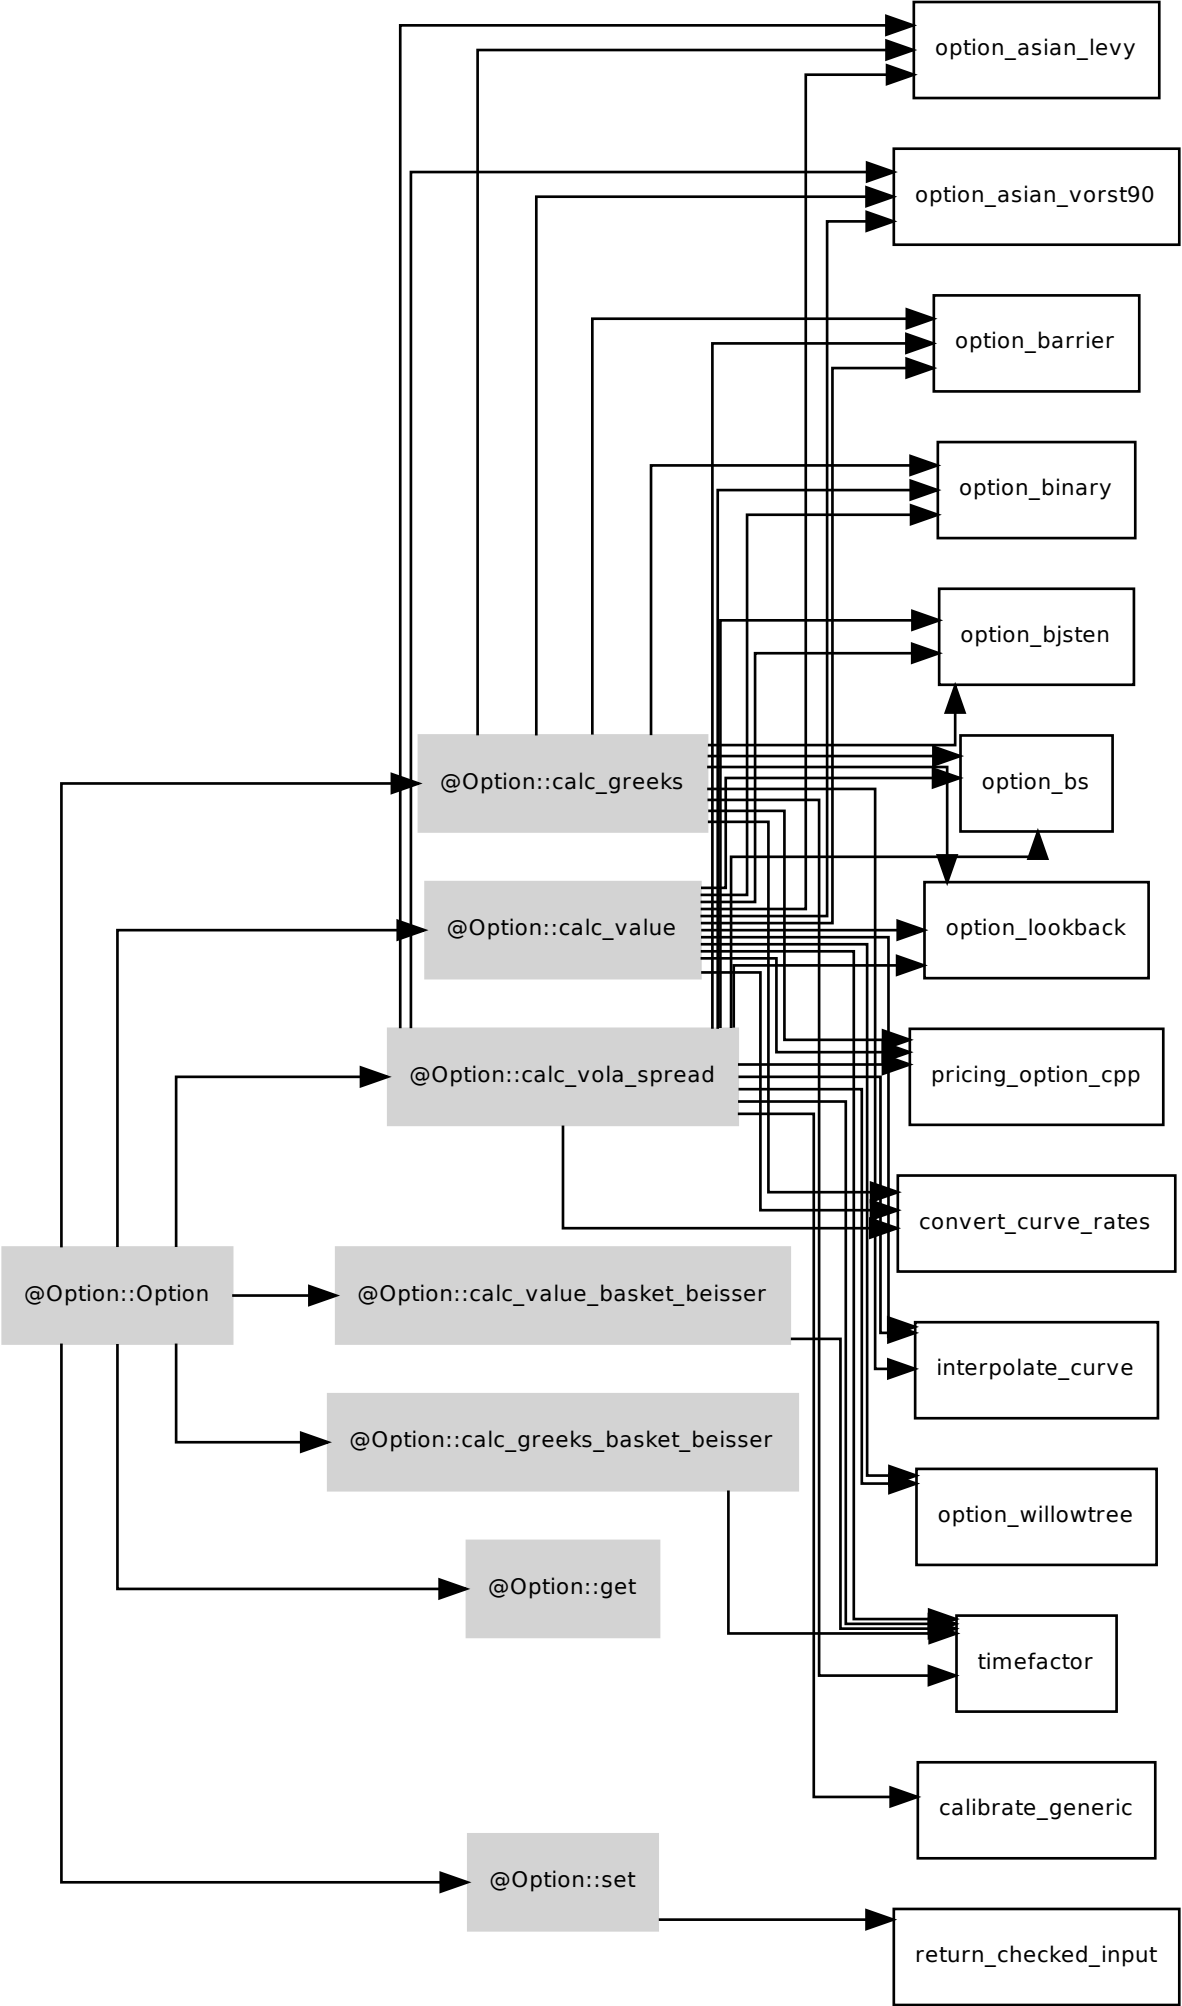 option_asian_levy
option_asian_vorst90
option_barrier
option_binary
option_bjsten
@Option::calc_greeks
option_bs
@Option::calc_value
option_lookback
@Option::calc_vola_spread
pricing_option_cpp
convert_curve_rates
@Option::Option
@Option::calc_value_basket_beisser
interpolate_curve
@Option::calc_greeks_basket_beisser
option_willowtree
@Option::get
timefactor
calibrate_generic
@Option::set
return_checked_input